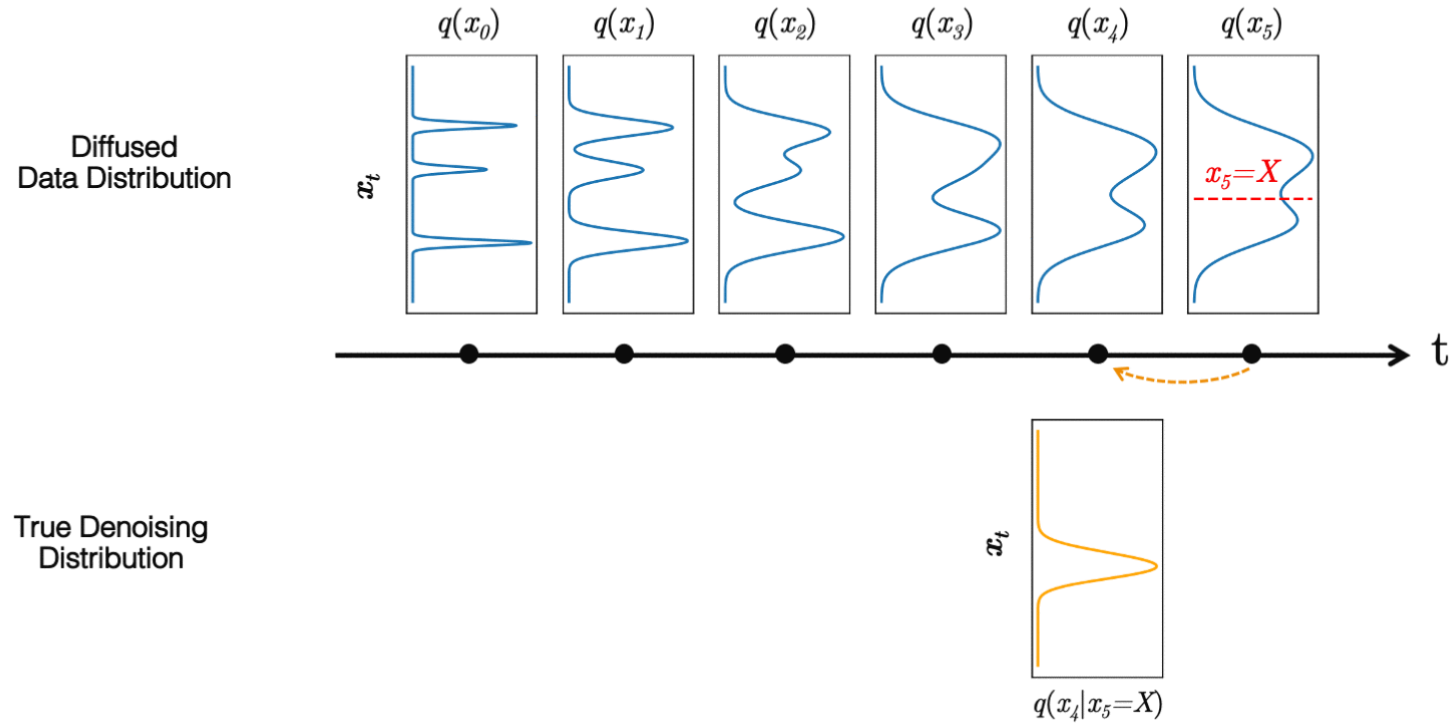 q(x₀) q(x₁) q(x₂) q(x₃) q(x₄) q(x₅)
Diffused
Data Distribution
xₜ
x₅=X
t
True Denoising
Distribution
xₜ
q(x₄|x₅=X)